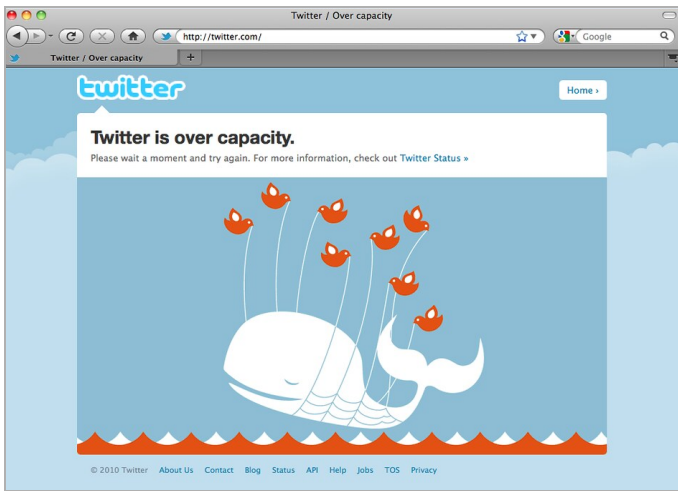 Twitter / Over capacity
http://twitter.com/
Google
Twitter / Over capacity
twitter
Home ›
Twitter is over capacity.
Please wait a moment and try again. For more information, check out Twitter Status »
© 2010 Twitter About Us Contact Blog Status API Help Jobs TOS Privacy